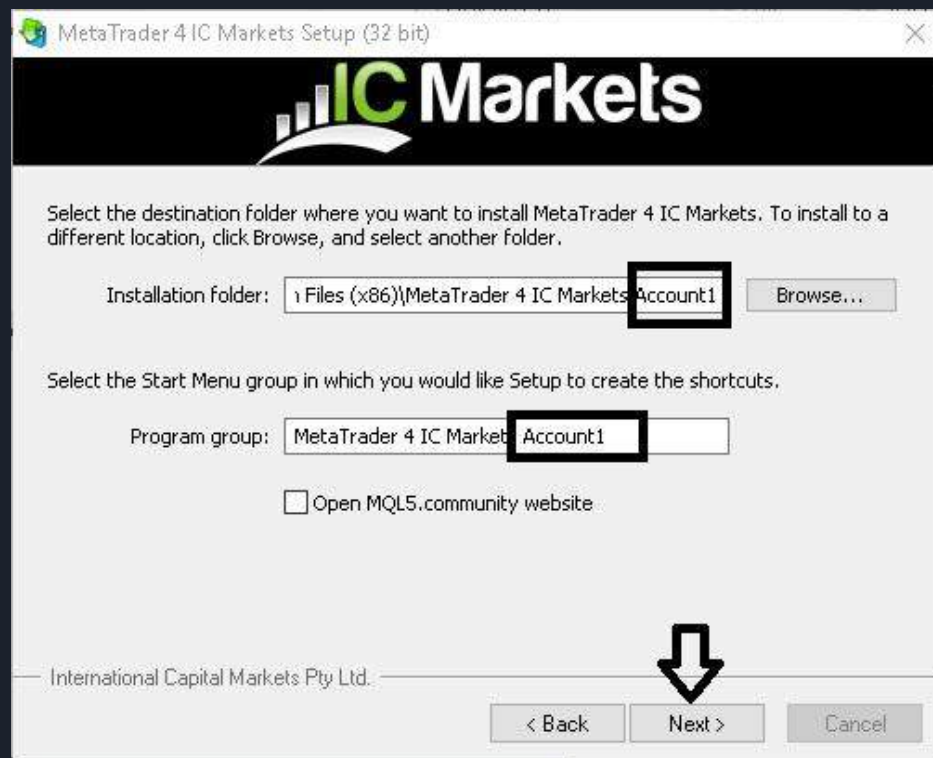 MetaTrader 4 IC Markets Setup (32 bit)
IC Markets
Select the destination folder where you want to install MetaTrader 4 IC Markets. To install to a
different location, click Browse, and select another folder.
Installation folder: Files (x86)\MetaTrader 4 IC Markets Account1 Browse...
Select the Start Menu group in which you would like Setup to create the shortcuts.
Program group: MetaTrader 4 IC Market Account1
Open MQL5.community website
International Capital Markets Pty Ltd.
< Back Next > Cancel